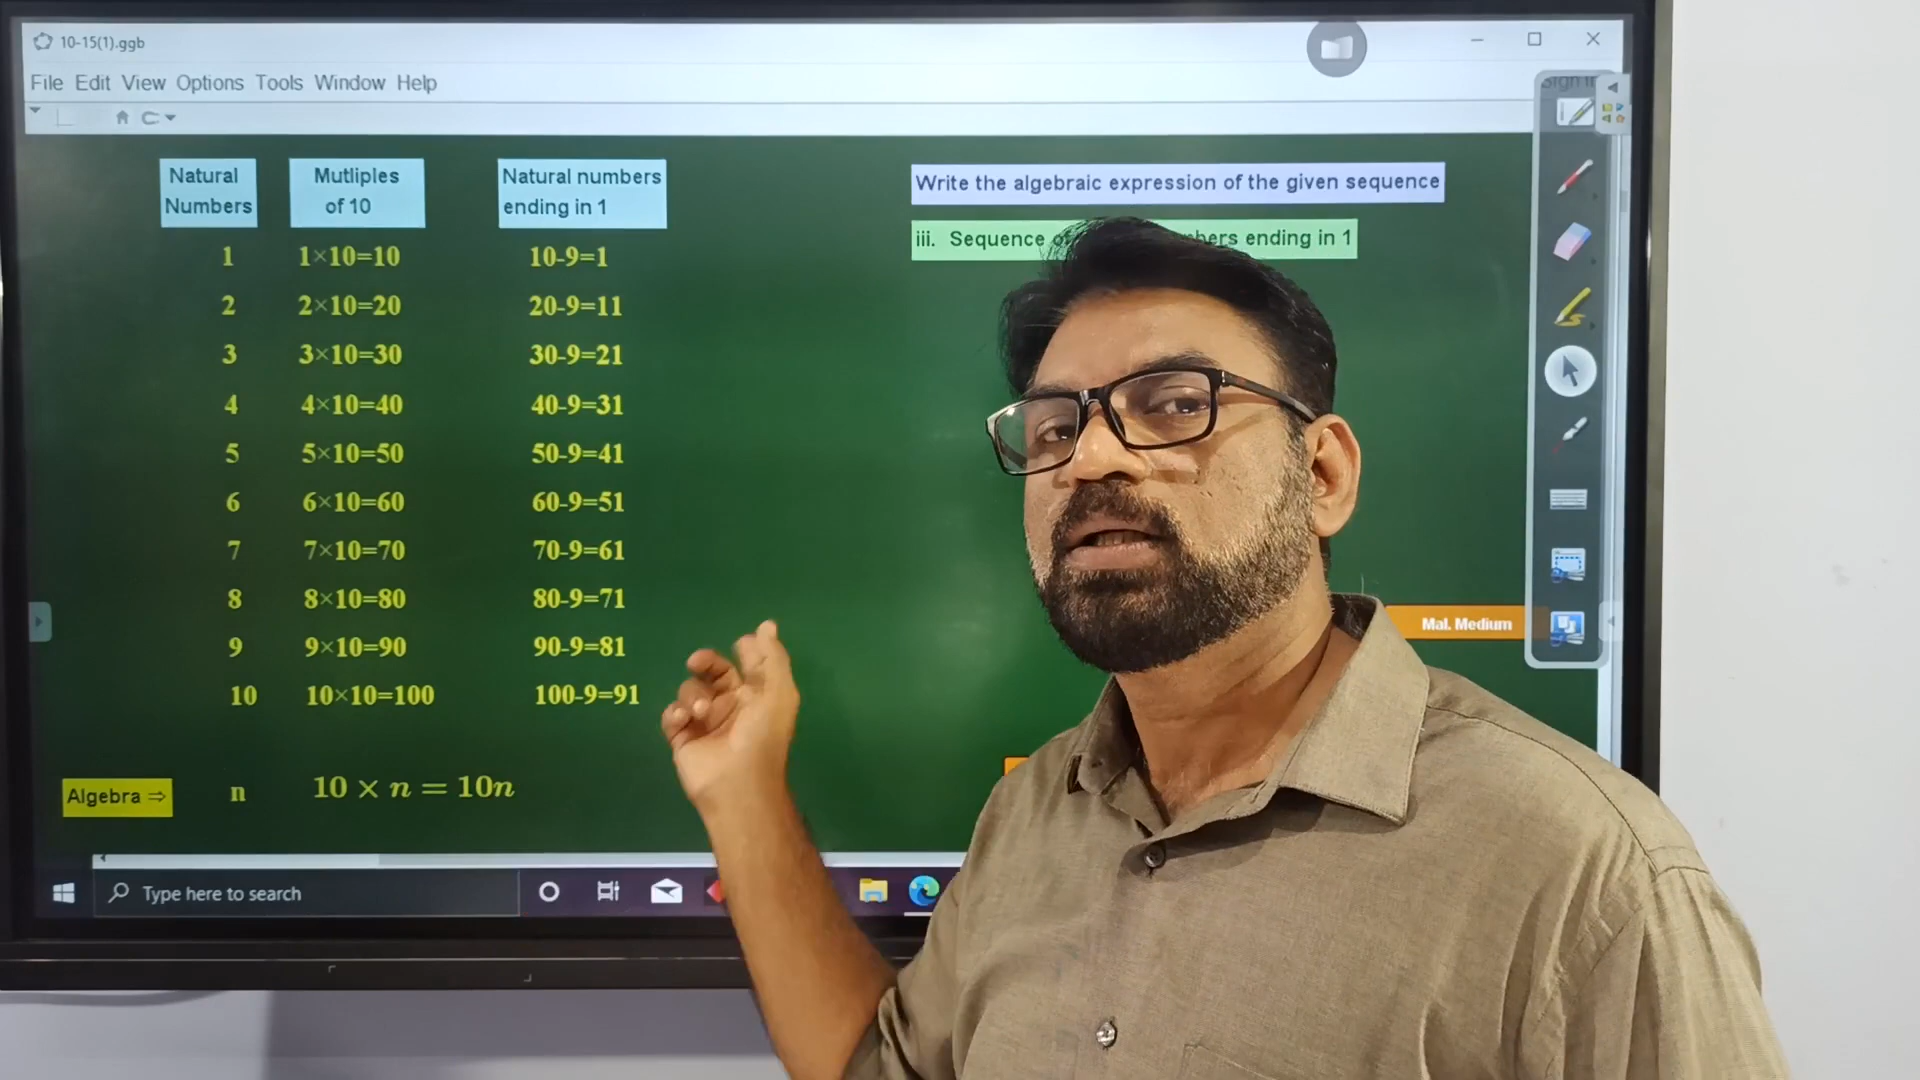 10-15(1).ggb
File Edit View Options Tools Window Help
Natural Numbers
Mutliples of 10
Natural numbers ending in 1
1 1×10=10 10-9=1
2 2×10=20 20-9=11
3 3×10=30 30-9=21
4 4×10=40 40-9=31
5 5×10=50 50-9=41
6 6×10=60 60-9=51
7 7×10=70 70-9=61
8 8×10=80 80-9=71
9 9×10=90 90-9=81
10 10×10=100 100-9=91
Algebra ⇒ n 10 × n = 10n
Write the algebraic expression of the given sequence
iii. Sequence of bers ending in 1
Mal. Medium
Type here to search